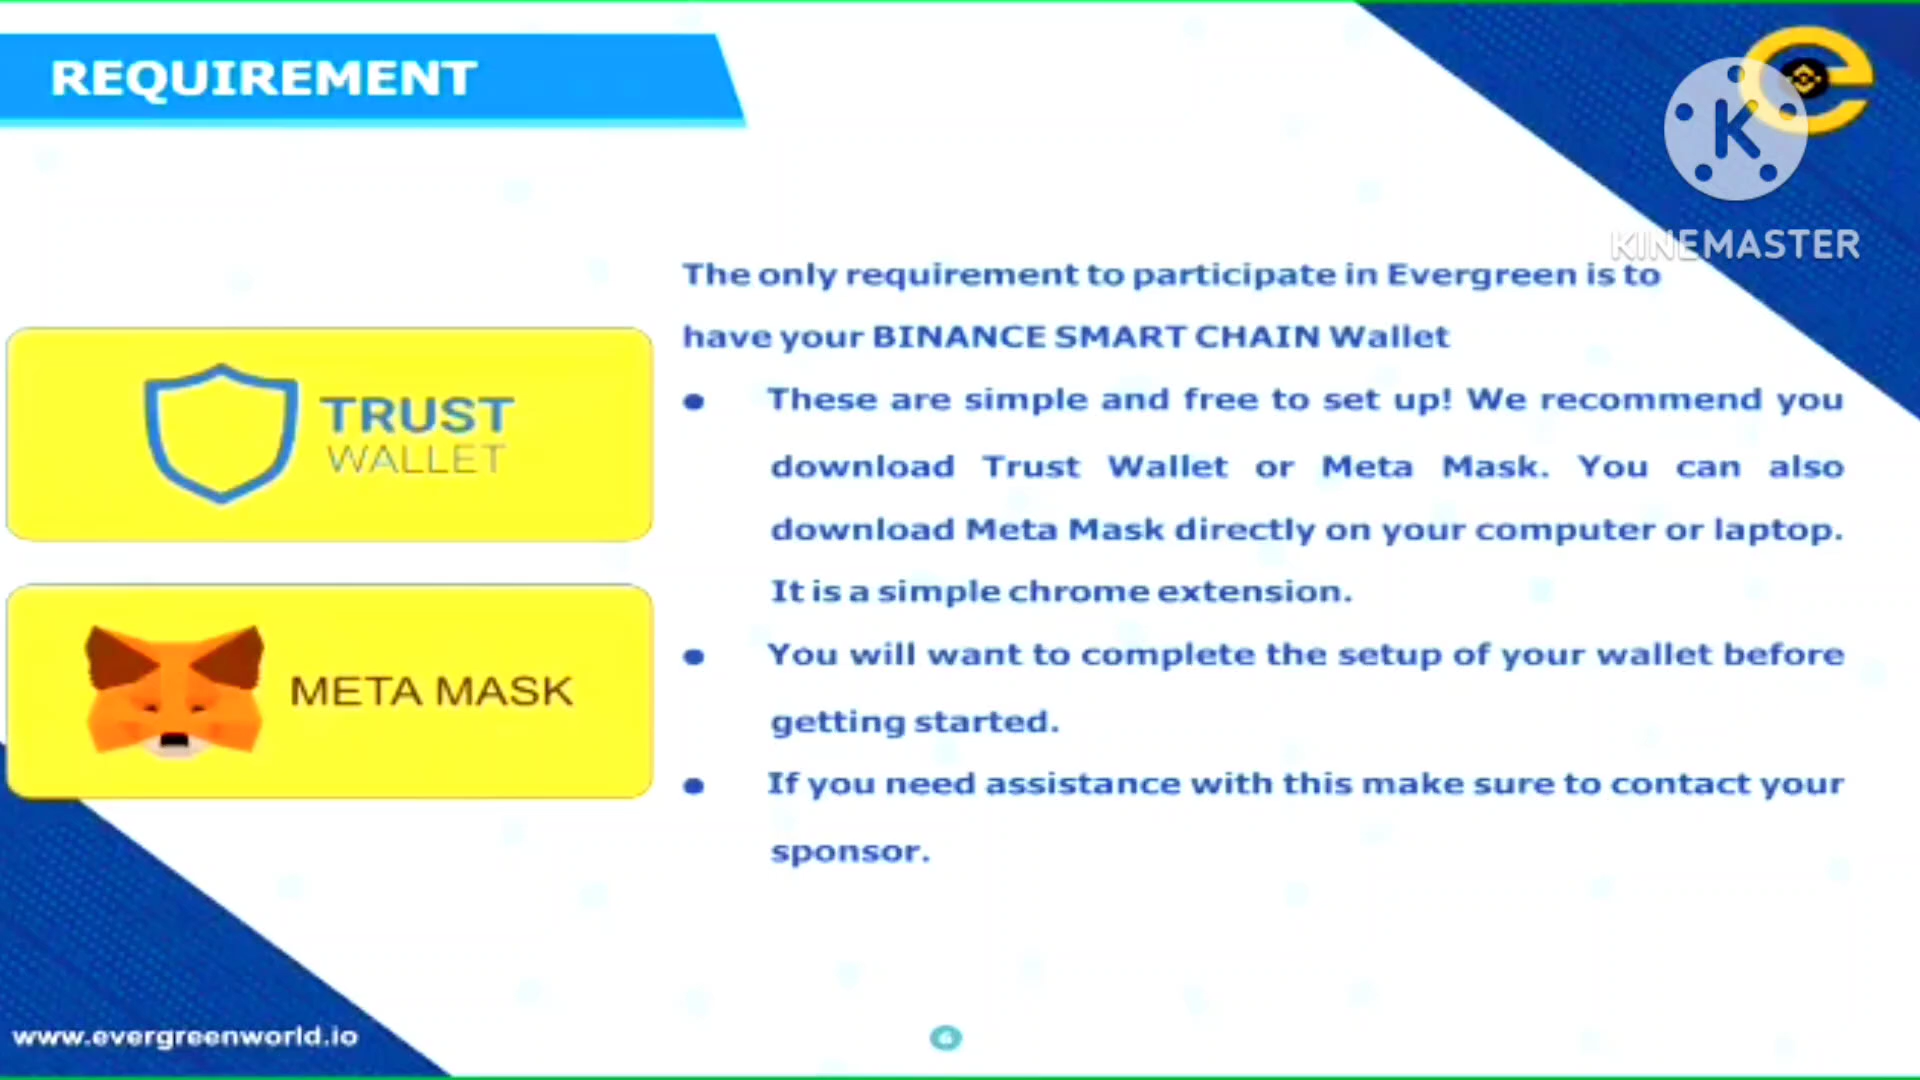 REQUIREMENT
K
KINEMASTER
The only requirement to participate in Evergreen is to
have your BINANCE SMART CHAIN Wallet
TRUST
WALLET
META MASK
● These are simple and free to set up! We recommend you
download Trust Wallet or Meta Mask. You can also
download Meta Mask directly on your computer or laptop.
It is a simple chrome extension.
● You will want to complete the setup of your wallet before
getting started.
● If you need assistance with this make sure to contact your
sponsor.
www.evergreenworld.io
6